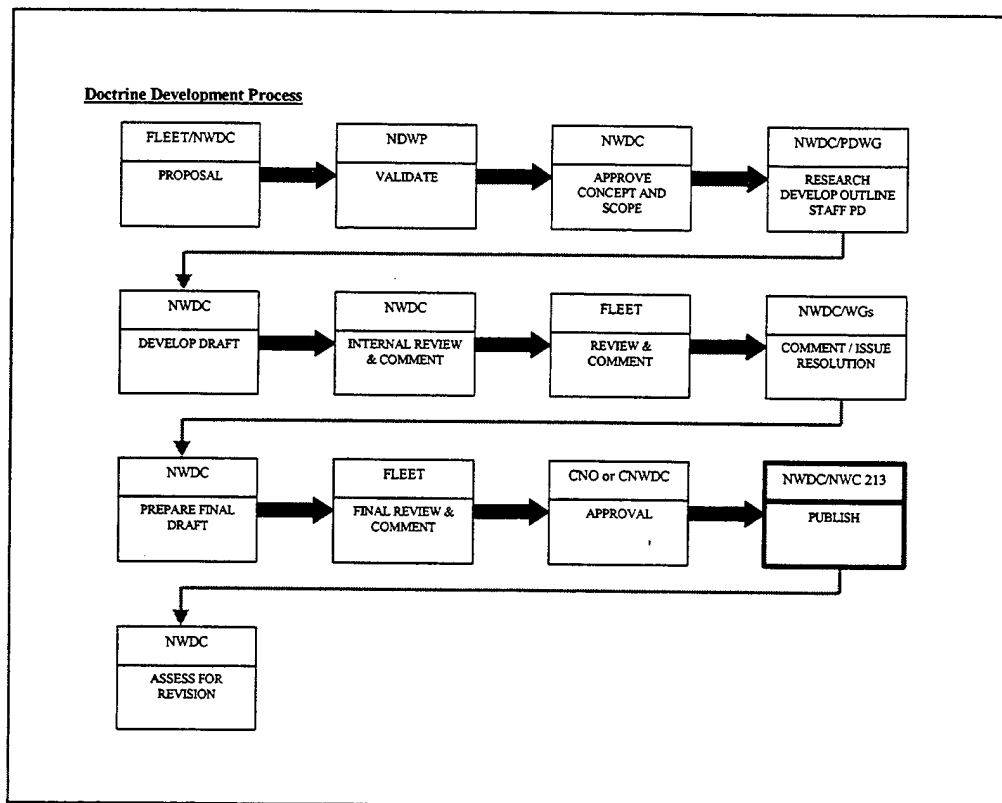 Doctrine Development Process
FLEET/NWDC
PROPOSAL
NDWP
VALIDATE
NWDC
APPROVE
CONCEPT AND
SCOPE
NWDC/PDWG
RESEARCH
DEVELOP OUTLINE
STAFF PD
NWDC
DEVELOP DRAFT
NWDC
INTERNAL REVIEW
& COMMENT
FLEET
REVIEW &
COMMENT
NWDC/WGs
COMMENT / ISSUE
RESOLUTION
NWDC
PREPARE FINAL
DRAFT
FLEET
FINAL REVIEW &
COMMENT
CNO or CNWDC
APPROVAL
NWDC/NWC 213
PUBLISH
NWDC
ASSESS FOR
REVISION